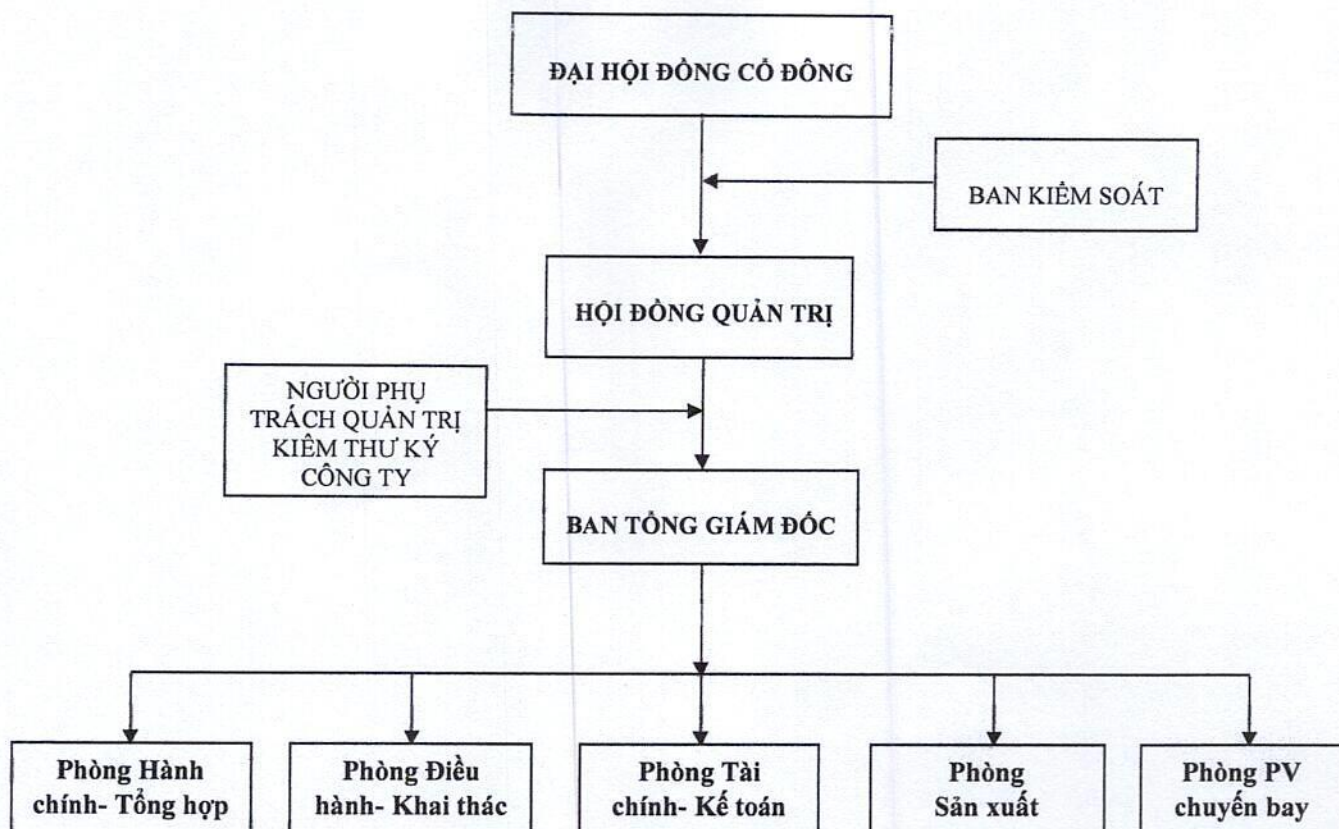 ĐẠI HỘI ĐỒNG CỔ ĐÔNG
BAN KIỂM SOÁT
HỘI ĐỒNG QUẢN TRỊ
NGƯỜI PHỤ
TRÁCH QUẢN TRỊ
KIÊM THƯ KÝ
CÔNG TY
BAN TỔNG GIÁM ĐỐC
Phòng Hành
chính- Tổng hợp
Phòng Điều
hành- Khai thác
Phòng Tài
chính- Kế toán
Phòng
Sản xuất
Phòng PV
chuyến bay